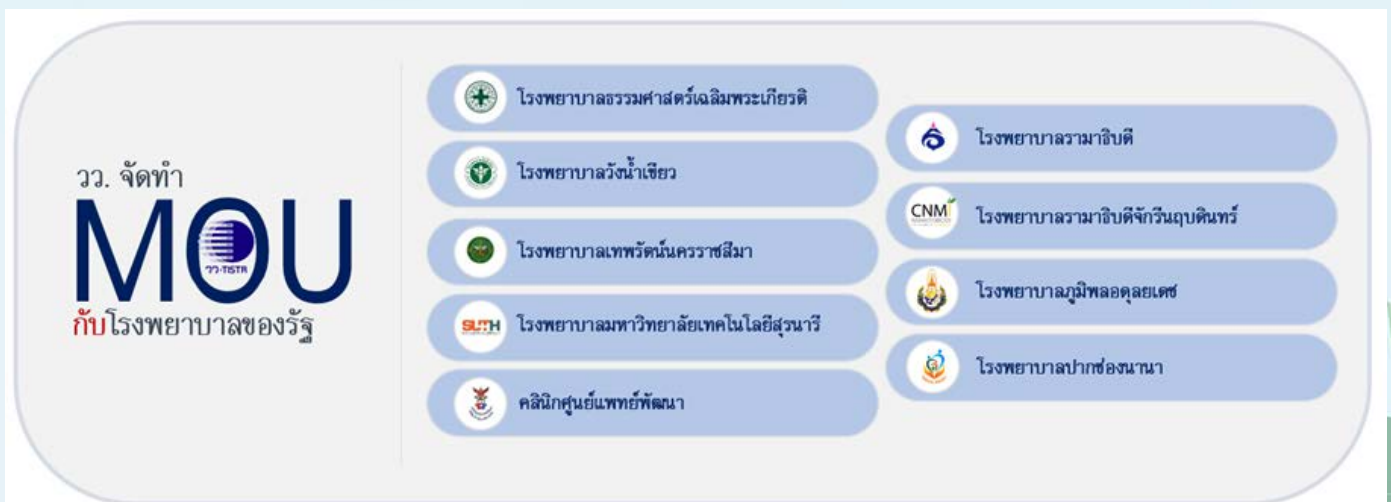 วว. จัดทำ
MOU
วว-TISTR
กับโรงพยาบาลของรัฐ
โรงพยาบาลธรรมศาสตร์เฉลิมพระเกียรติ
โรงพยาบาลวังน้ำเขียว
โรงพยาบาลเทพรัตน์นครราชสีมา
SUTH โรงพยาบาลมหาวิทยาลัยเทคโนโลยีสุรนารี
คลินิกศูนย์แพทย์พัฒนา
โรงพยาบาลรามาธิบดี
CNMI โรงพยาบาลรามาธิบดีจักรีนฤบดินทร์
โรงพยาบาลภูมิพลอดุลยเดช
โรงพยาบาลปากช่องนานา